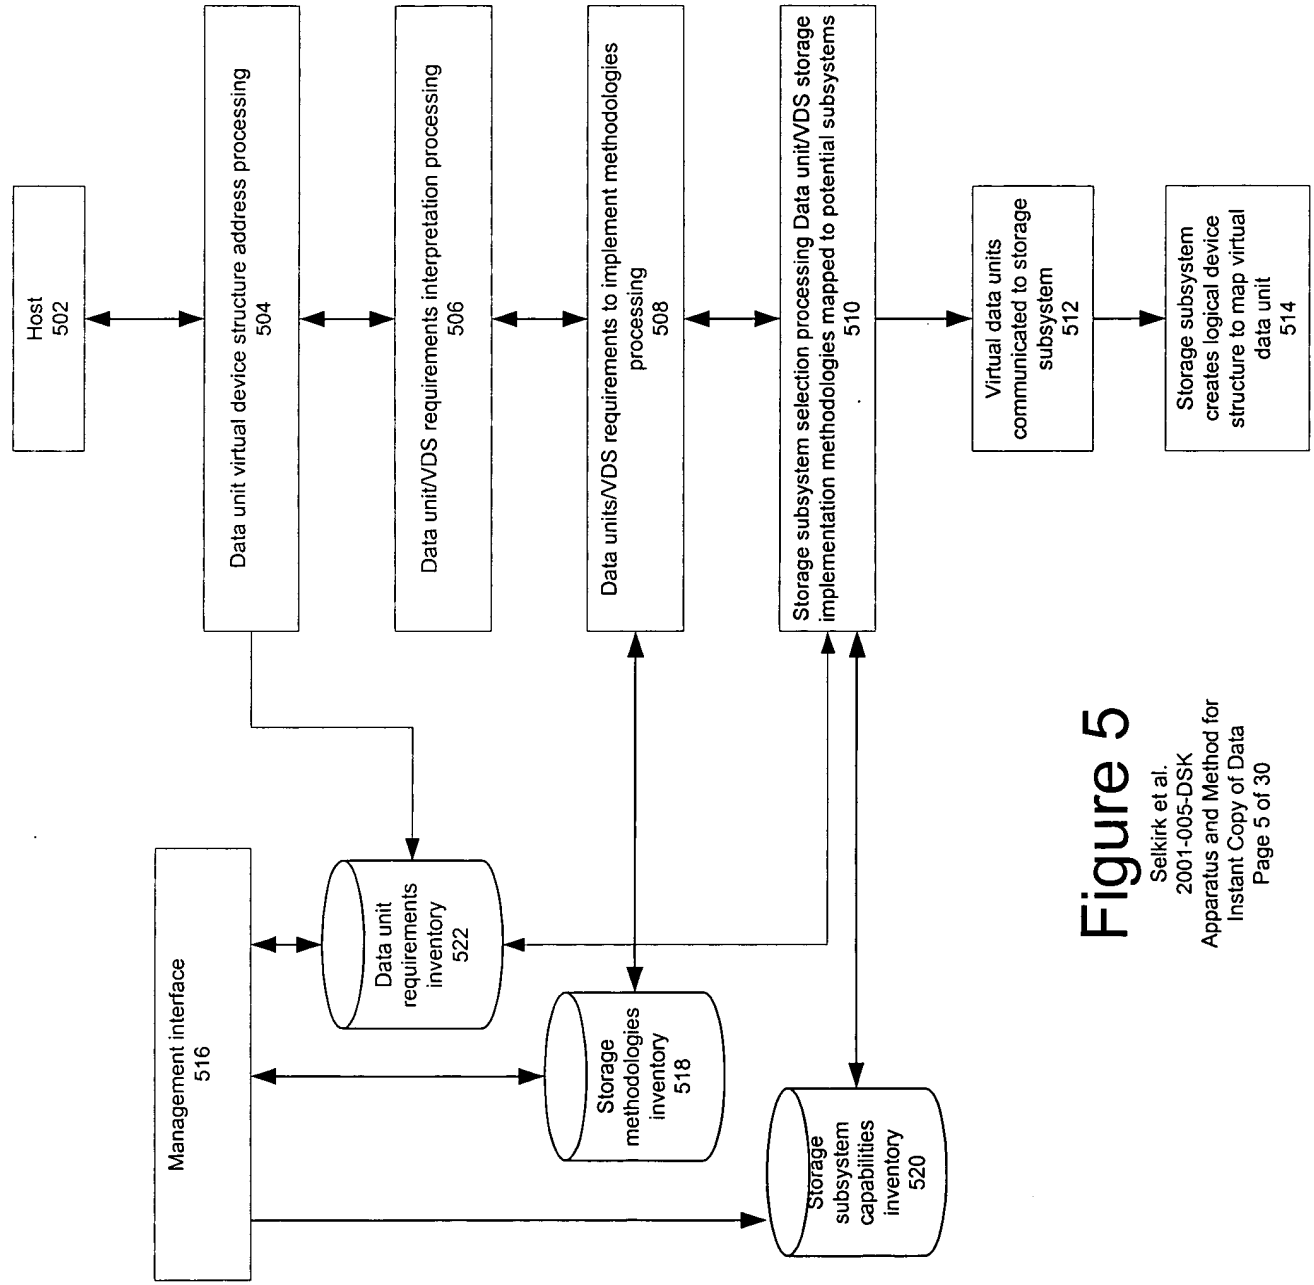 Host
502
Data unit virtual device structure address processing
504
Data unit/VDS requirements interpretation processing
506
Data units/VDS requirements to implement methodologies
processing
508
Storage subsystem selection processing Data unit/VDS storage
implementation methodologies mapped to potential subsystems
510
Virtual data units
communicated to storage
subsystem
512
Storage subsystem
creates logical device
structure to map virtual
data unit
514
Management interface
516
Data unit
requirements
inventory
522
Storage
methodologies
inventory
518
Storage
subsystem
capabilities
inventory
520
Figure 5
Selkirk et al.
2001-005-DSK
Apparatus and Method for
Instant Copy of Data
Page 5 of 30